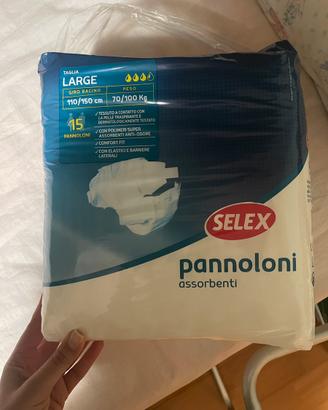 TAGLIA
LARGE
GIRO BACINO
PESO
110/150 cm
70/100 Kg
15
PANNOLONI
✓TESSUTO A CONTATTO CON
LA PELLE TRASPIRANTE E
DERMATOLOGICAMENTE TESTATO
✓CON POLIMERI SUPER
ASSORBENTI ANTI-ODORE
✓COMFORT FIT
✓CON ELASTICI E BARRIERE
LATERALI
SELEX
pannoloni
assorbenti